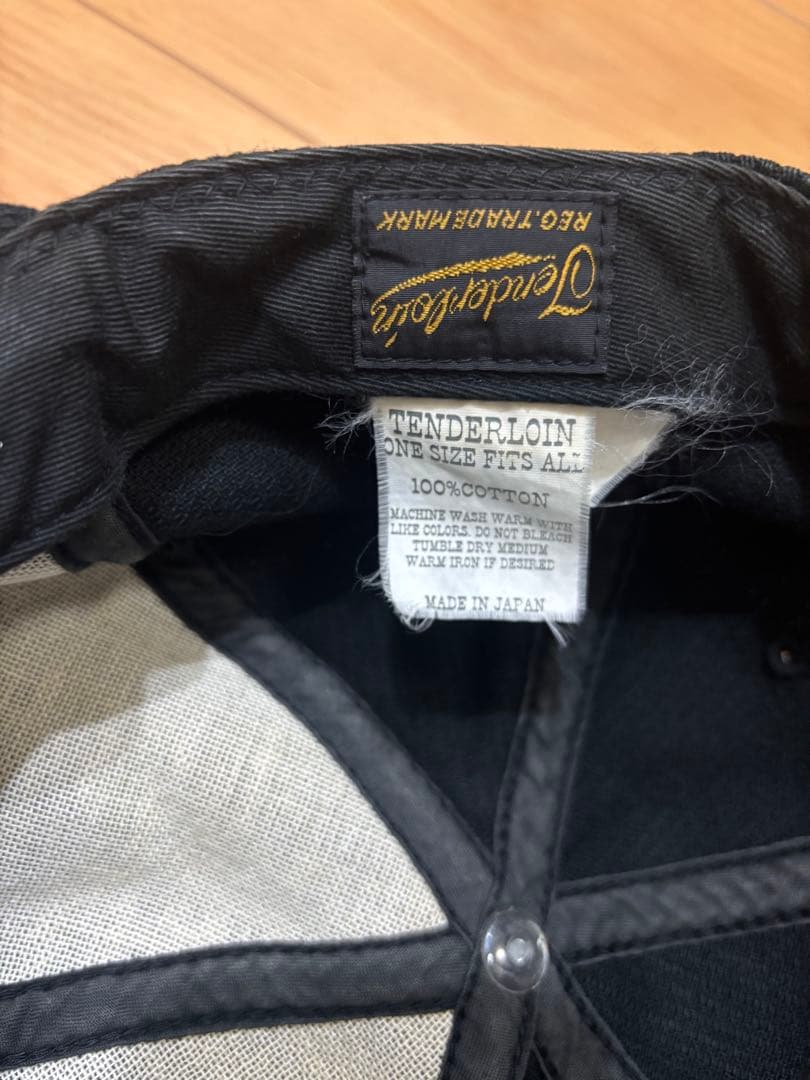 Tenderloin
REG.TRADEMARK
TENDERLOIN
ONE SIZE FITS ALL
100%COTTON
MACHINE WASH WARM WITH
LIKE COLORS. DO NOT BLEACH
TUMBLE DRY MEDIUM
WARM IRON IF DESIRED
MADE IN JAPAN